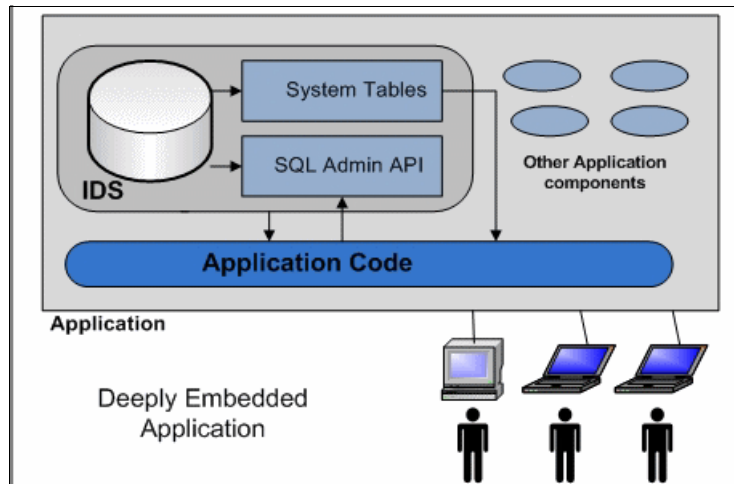 System Tables
SQL Admin API
IDS
Other Application
components
Application Code
Application
Deeply Embedded
Application